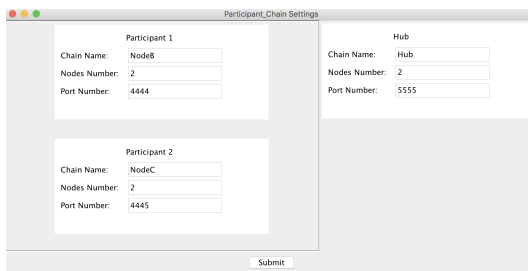 Participant_Chain Settings
Participant 1
Chain Name: NodeB
Nodes Number: 2
Port Number: 4444
Participant 2
Chain Name: NodeC
Nodes Number: 2
Port Number: 4445
Hub
Chain Name: Hub
Nodes Number: 2
Port Number: 5555
Submit